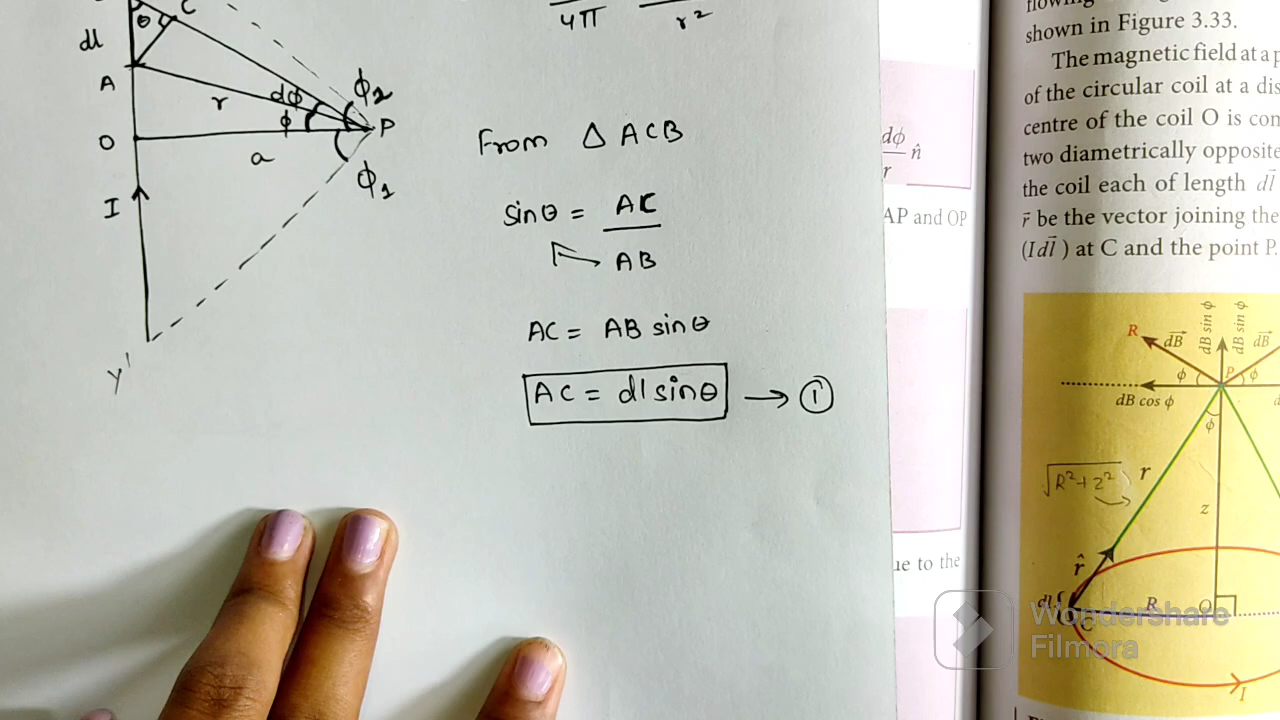 θ C
dl
A
r
dφ
φ
φ2
P
O
a
φ1
I
y'
4π r²
From △ ACB
sinθ = AC
AB
AC = AB sinθ
AC = dl sinθ → ①
dφ
r n̂
AP and OP
ue to the
shown in Figure 3.33.
The magnetic field at a p
of the circular coil at a dis
centre of the coil O is con
two diametrically opposite
the coil each of length dl⃗
r⃗ be the vector joining the
(Idl⃗ ) at C and the point P.
dB sin φ
dB sin φ
R
dB⃗
dB⃗
φ
P
φ
dB cos φ
φ
√R²+z²
r
z
r̂
dl
C
R
O
I
Wondershare
Filmora